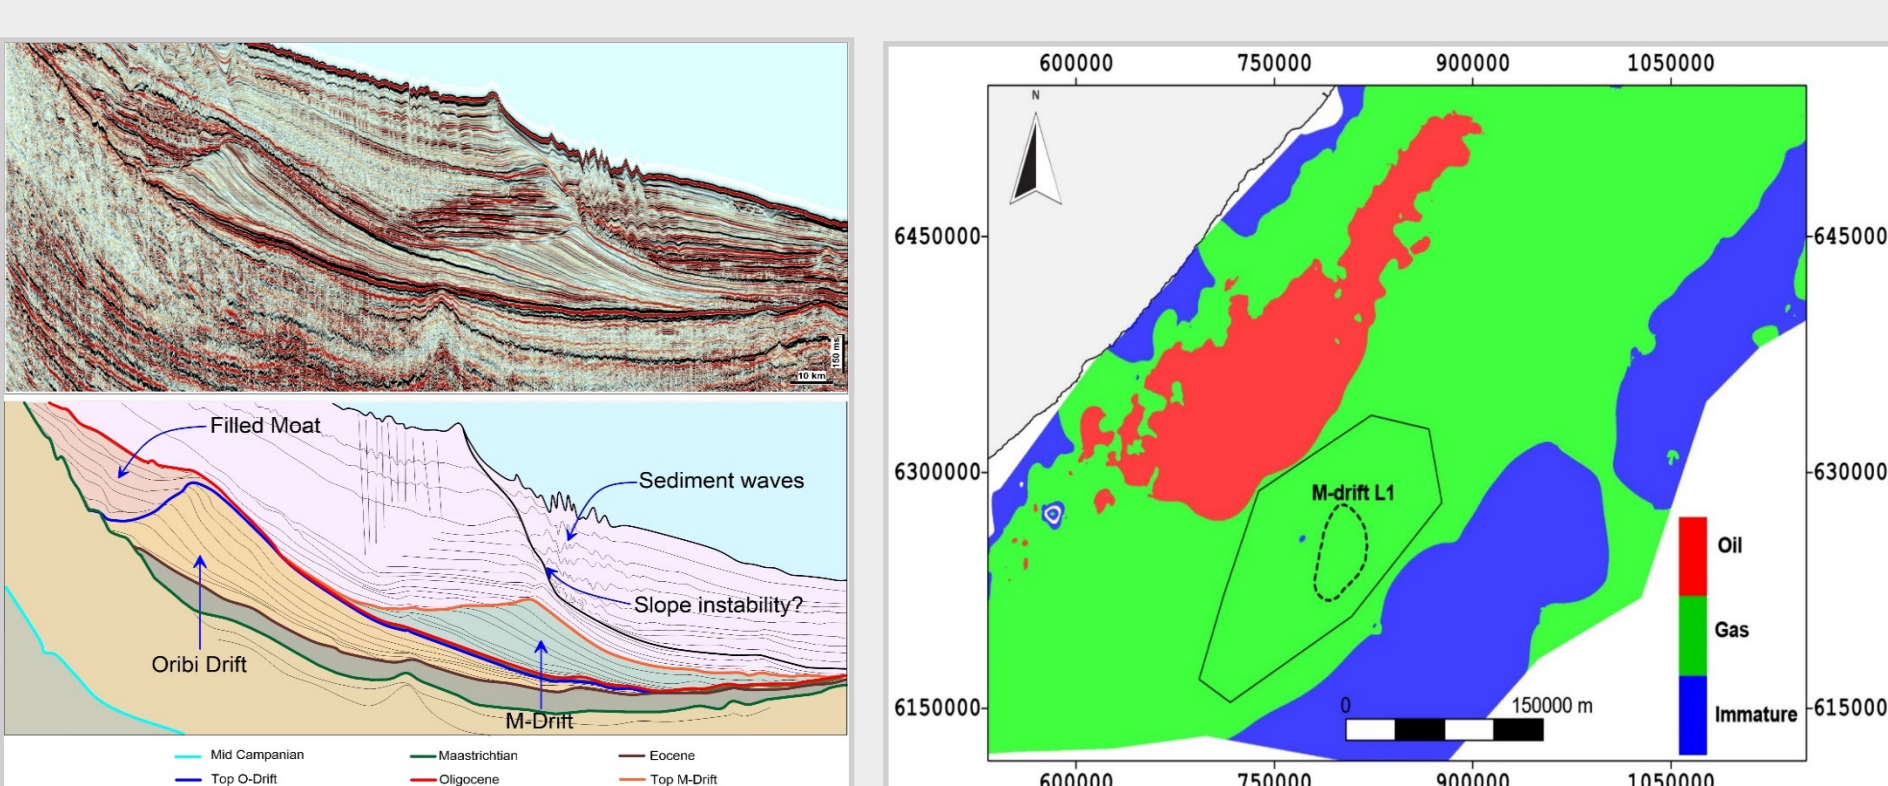 150 ms
10 km
Filled Moat
Sediment waves
Slope instability?
Oribi Drift
M-Drift
Mid Campanian
Maastrichtian
Eocene
Top O-Drift
Oligocene
Top M-Drift
600000 750000 900000 1050000
N
6450000
645000
6300000
630000
M-drift L1
Oil
Gas
Immature
0 150000 m
6150000
615000
600000 750000 900000 1050000